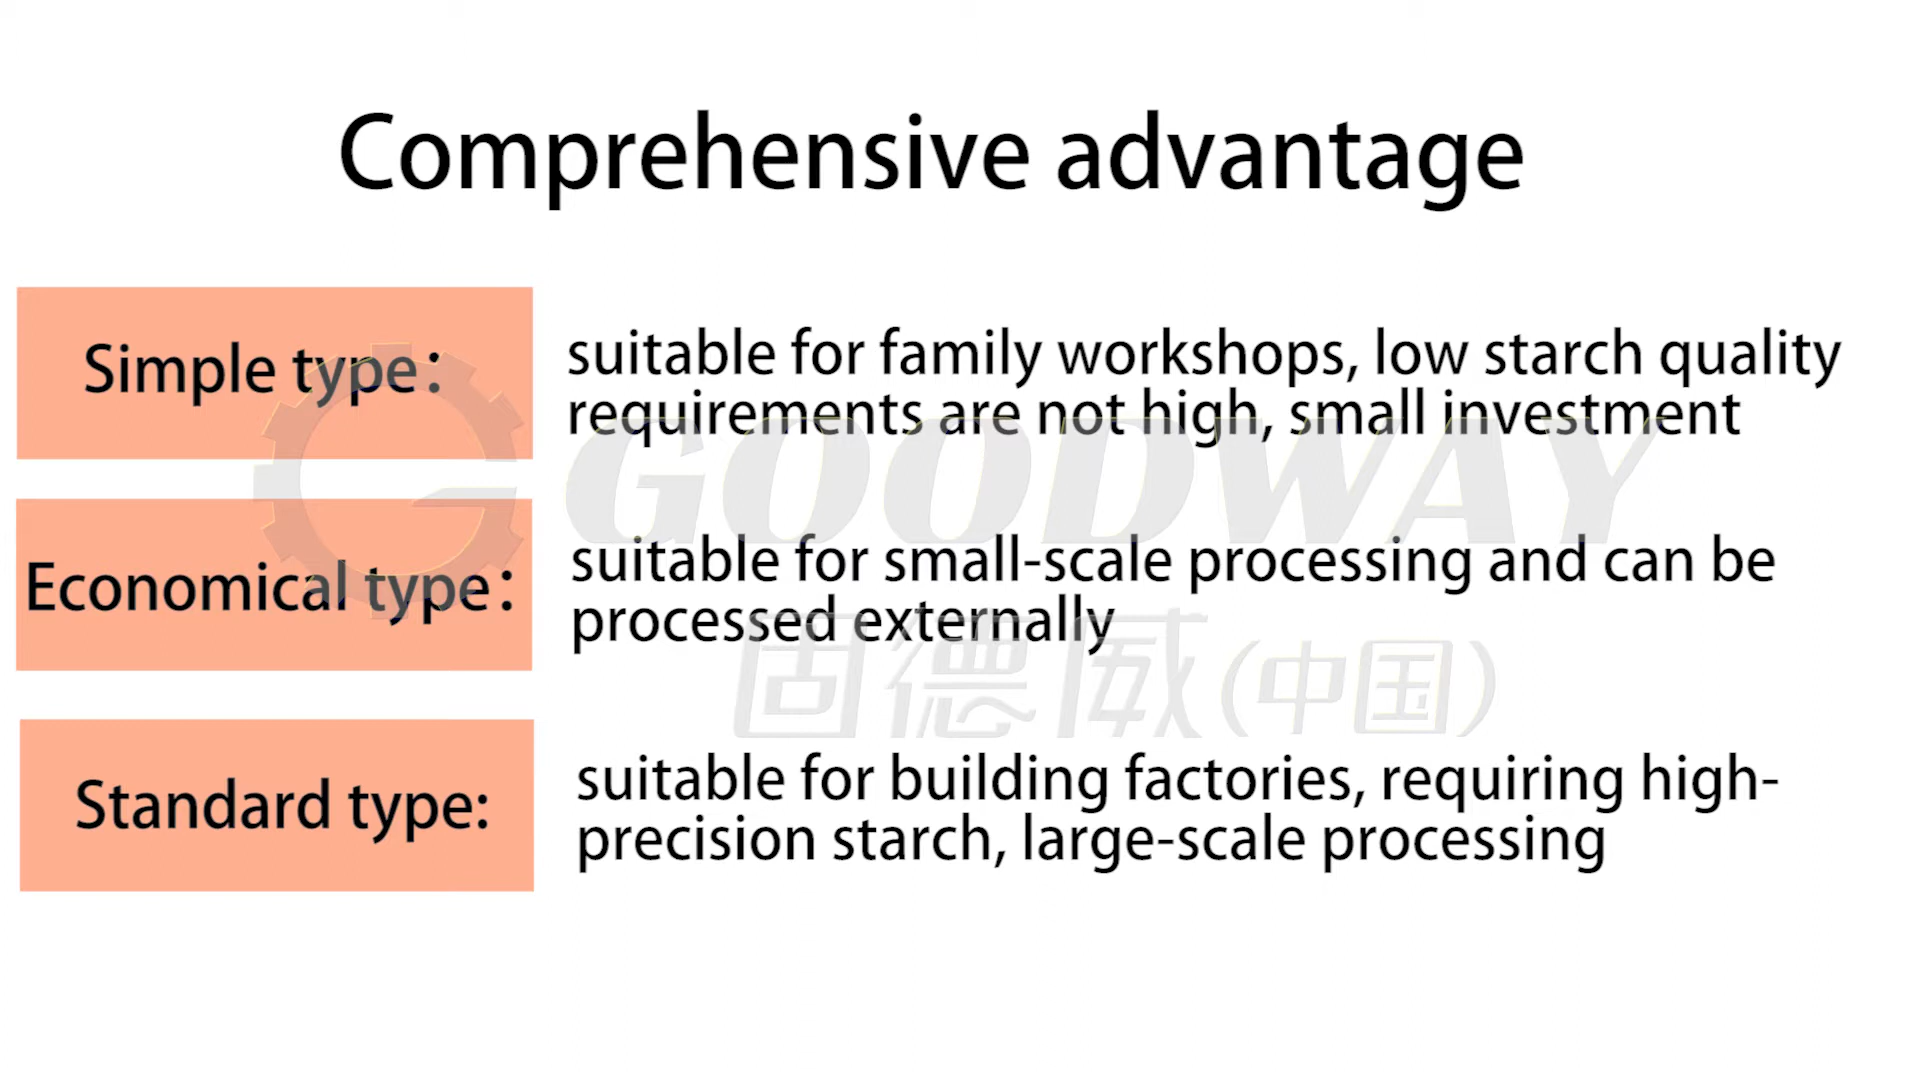 Comprehensive advantage
Simple type：
suitable for family workshops, low starch quality
requirements are not high, small investment
GOODWAY
Economical type：
suitable for small-scale processing and can be
processed externally
固德威(中国)
Standard type:
suitable for building factories, requiring high-
precision starch, large-scale processing